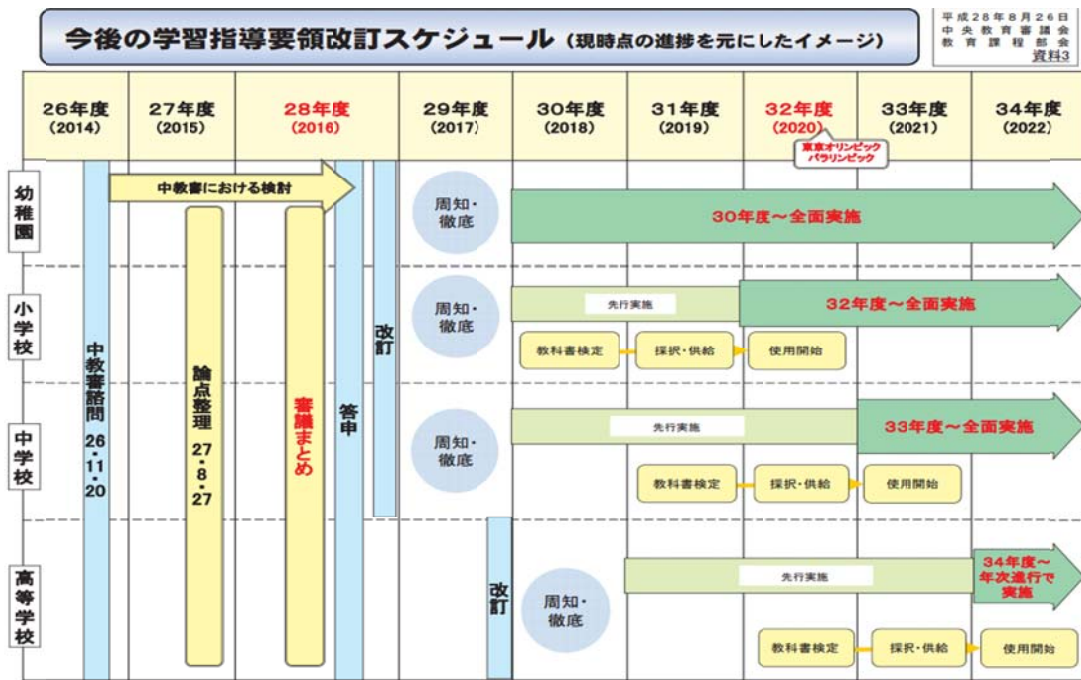 今後の学習指導要領改訂スケジュール（現時点の進捗を元にしたイメージ）
平成28年8月26日
中央教育審議会
教育課程部会
資料3
26年度
(2014)
27年度
(2015)
28年度
(2016)
29年度
(2017)
30年度
(2018)
31年度
(2019)
32年度
(2020)
33年度
(2021)
34年度
(2022)
東京オリンピック
パラリンピック
幼稚園
中教審における検討
周知・
徹底
30年度～全面実施
小学校
中教審諮問 26・11・20
論点整理 27・8・27
審議まとめ
答申
改訂
周知・
徹底
先行実施
32年度～全面実施
教科書検定
採択・供給
使用開始
中学校
周知・
徹底
先行実施
33年度～全面実施
教科書検定
採択・供給
使用開始
高等学校
改訂
周知・
徹底
先行実施
34年度～
年次進行で
実施
教科書検定
採択・供給
使用開始